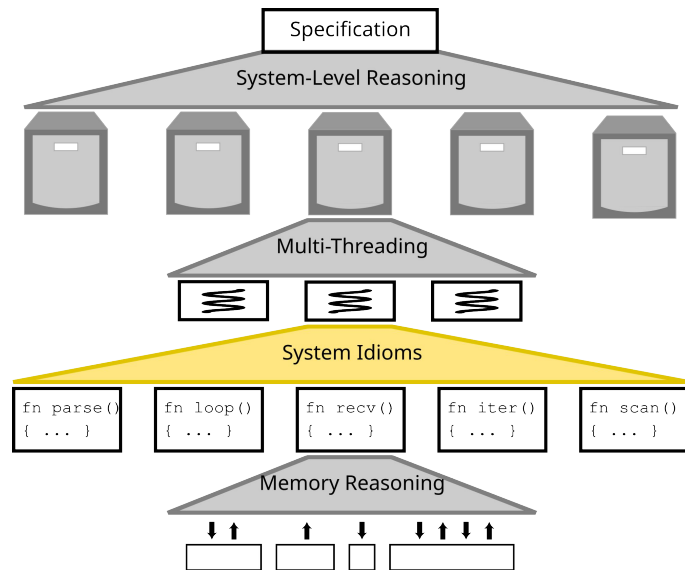 Specification
System-Level Reasoning
Multi-Threading
System Idioms
fn parse()
{ ... }
fn loop()
{ ... }
fn recv()
{ ... }
fn iter()
{ ... }
fn scan()
{ ... }
Memory Reasoning